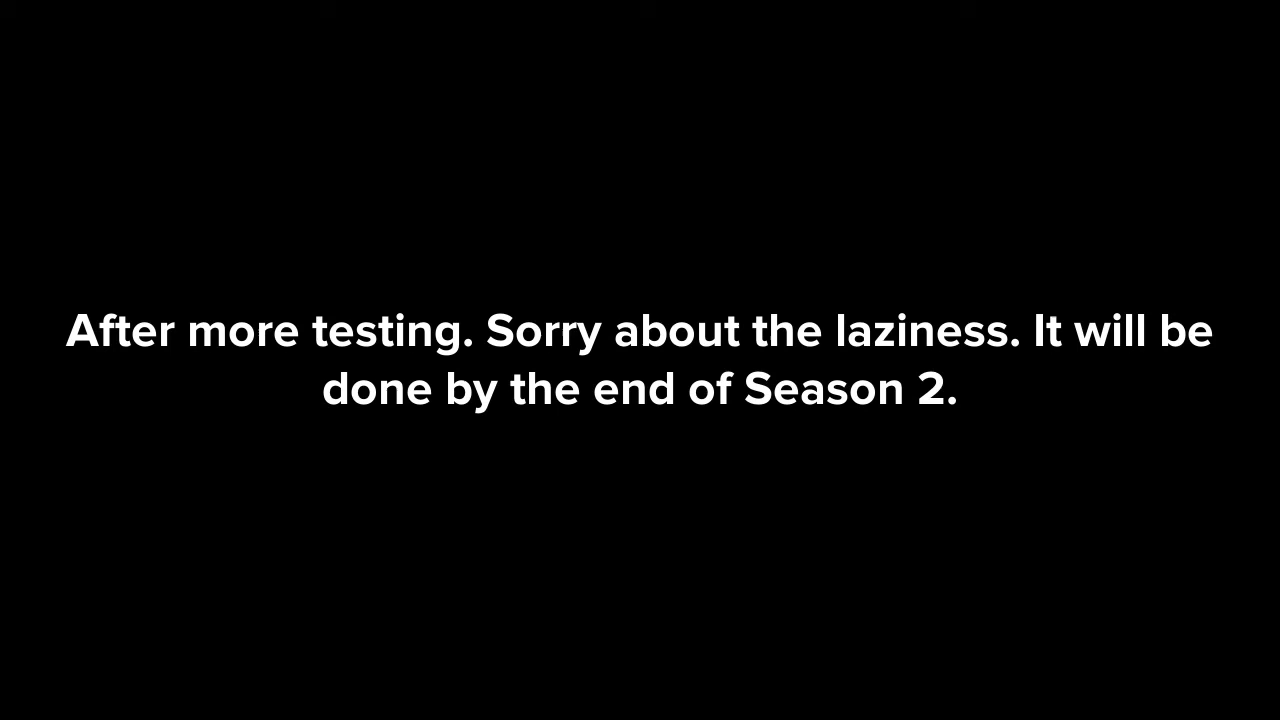 After more testing. Sorry about the laziness. It will be
done by the end of Season 2.